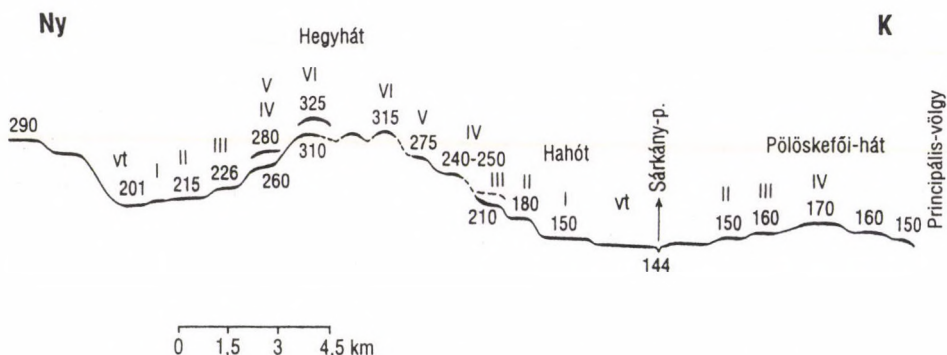 Ny
K
Hegyhát
V VI
IV 325 VI
290 III 280 310 315 V
vt I II 226 260 275 IV
201 215 240-250 Hahót Sárkány-p. Pölöskefői-hát Principális-völgy
III II IV
210 180 I vt II III 170
150 150 160 160 150
144
0 1,5 3 4,5 km